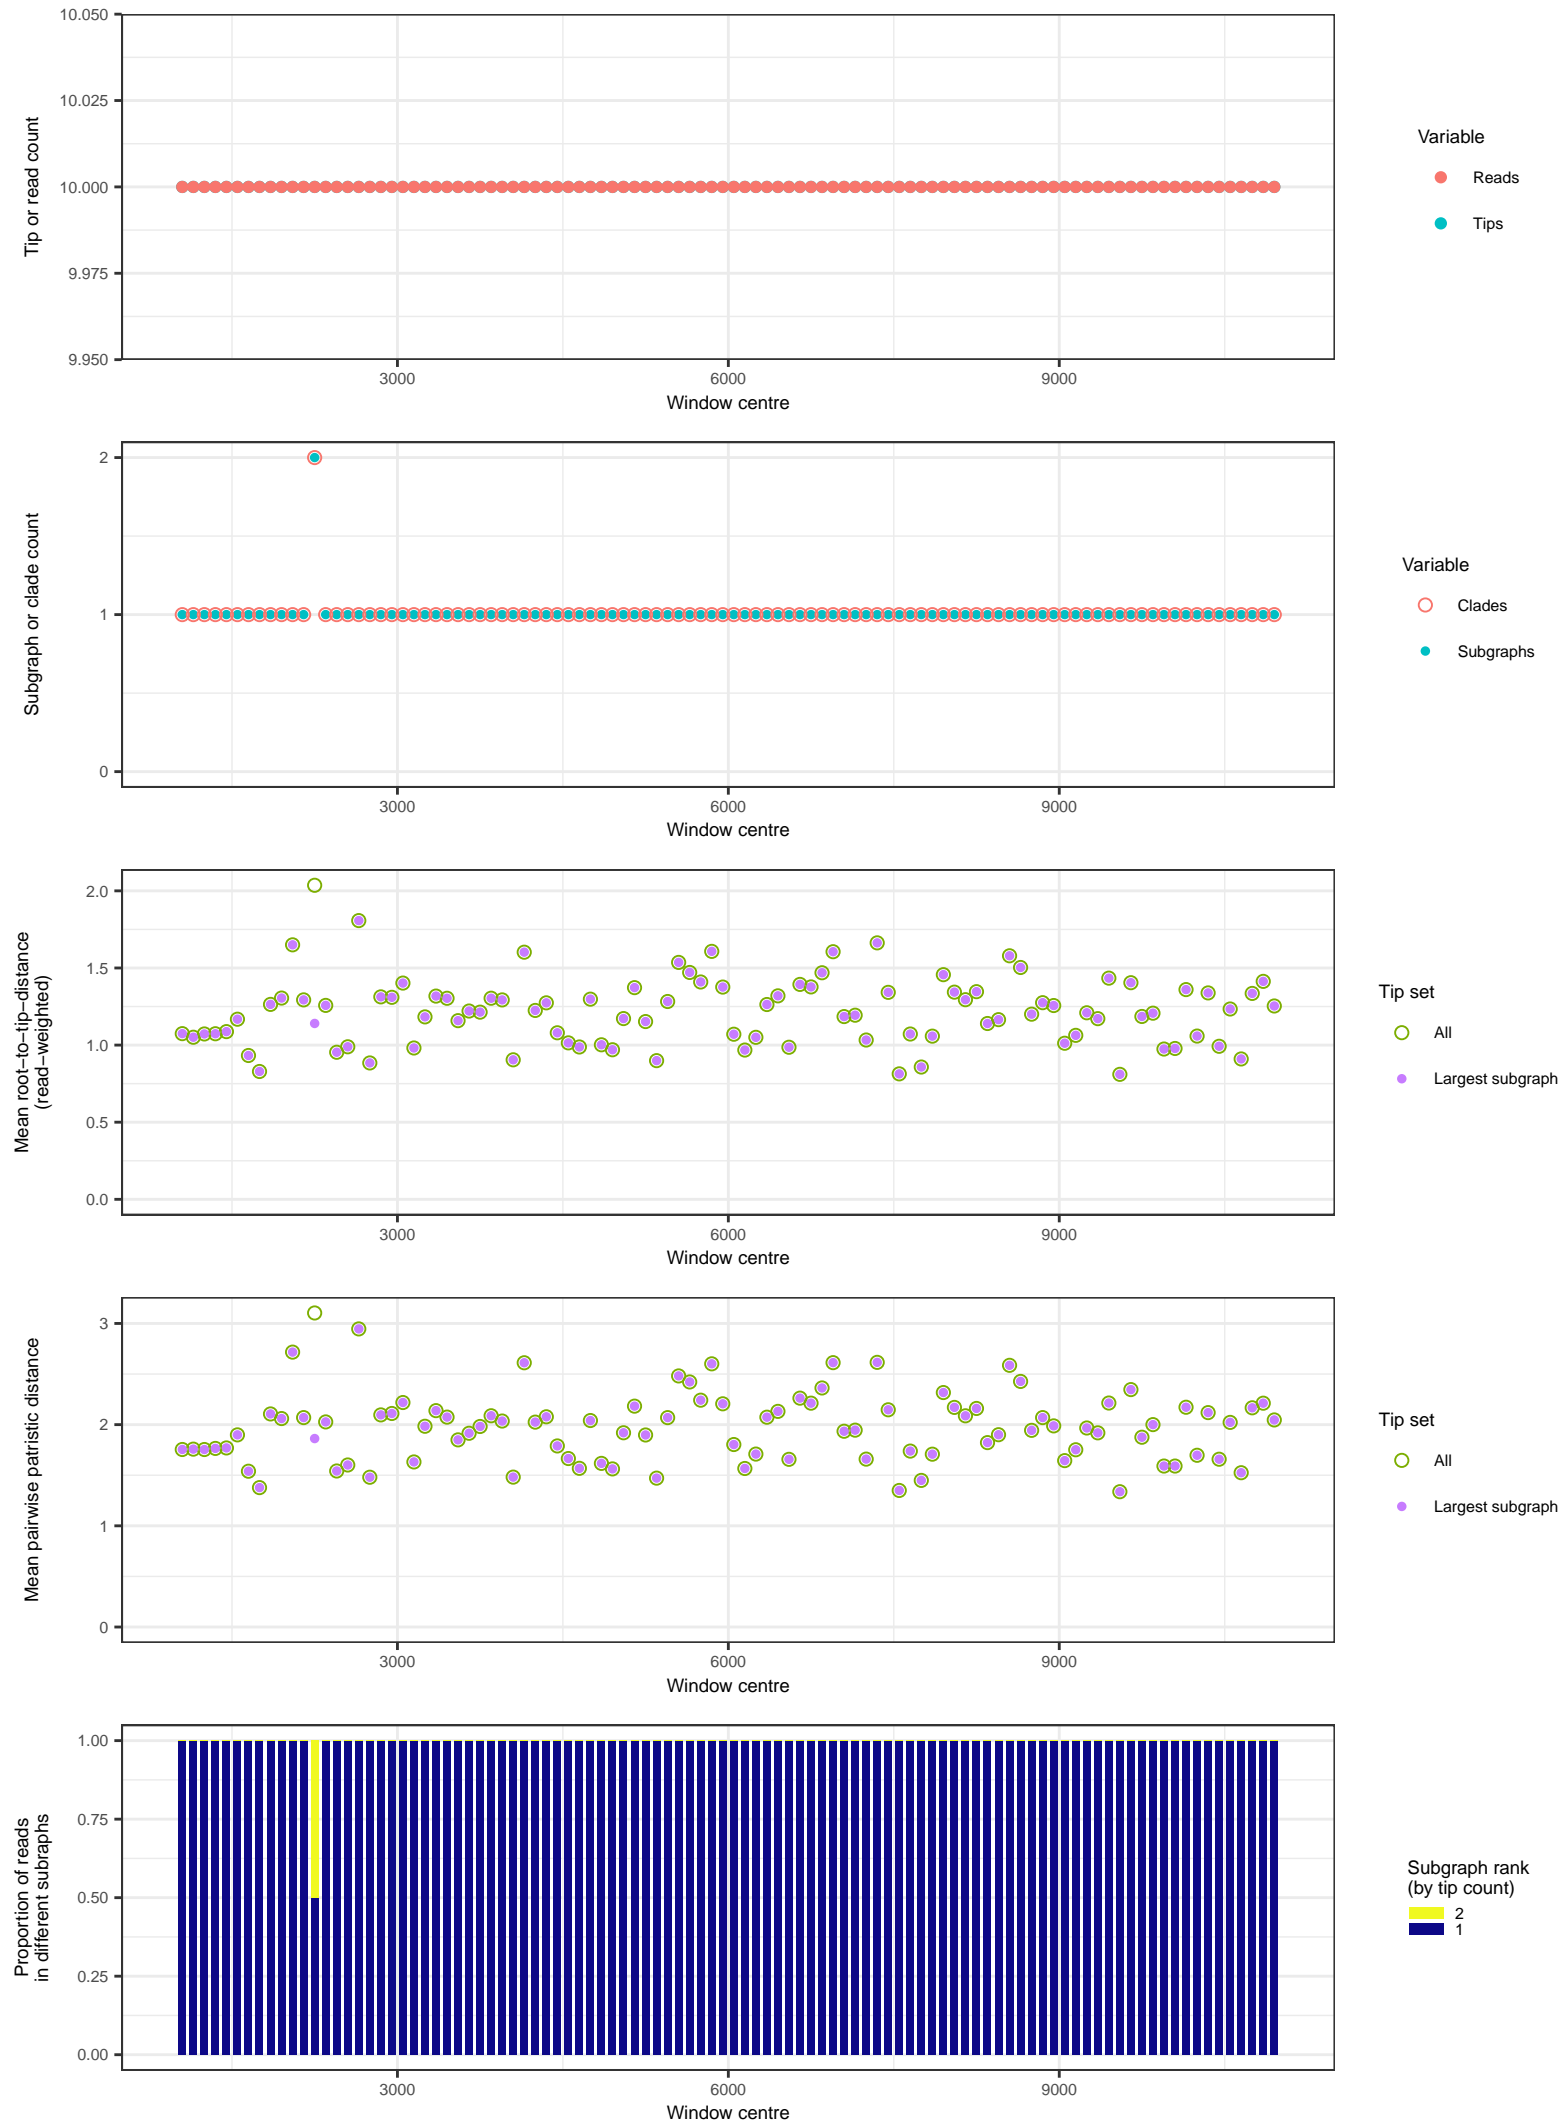 10.050
10.025
10.000
9.975
9.950
Tip or read count
3000
6000
9000
Window centre
Variable
Reads
Tips
2
1
0
Subgraph or clade count
3000
6000
9000
Window centre
Variable
Clades
Subgraphs
2.0
1.5
1.0
0.5
0.0
Mean root−to−tip−distance
(read−weighted)
3000
6000
9000
Window centre
Tip set
All
Largest subgraph
3
2
1
0
Mean pairwise patristic distance
3000
6000
9000
Window centre
Tip set
All
Largest subgraph
1.00
0.75
0.50
0.25
0.00
Proportion of reads
in different subraphs
3000
6000
9000
Window centre
Subgraph rank
(by tip count)
2
1